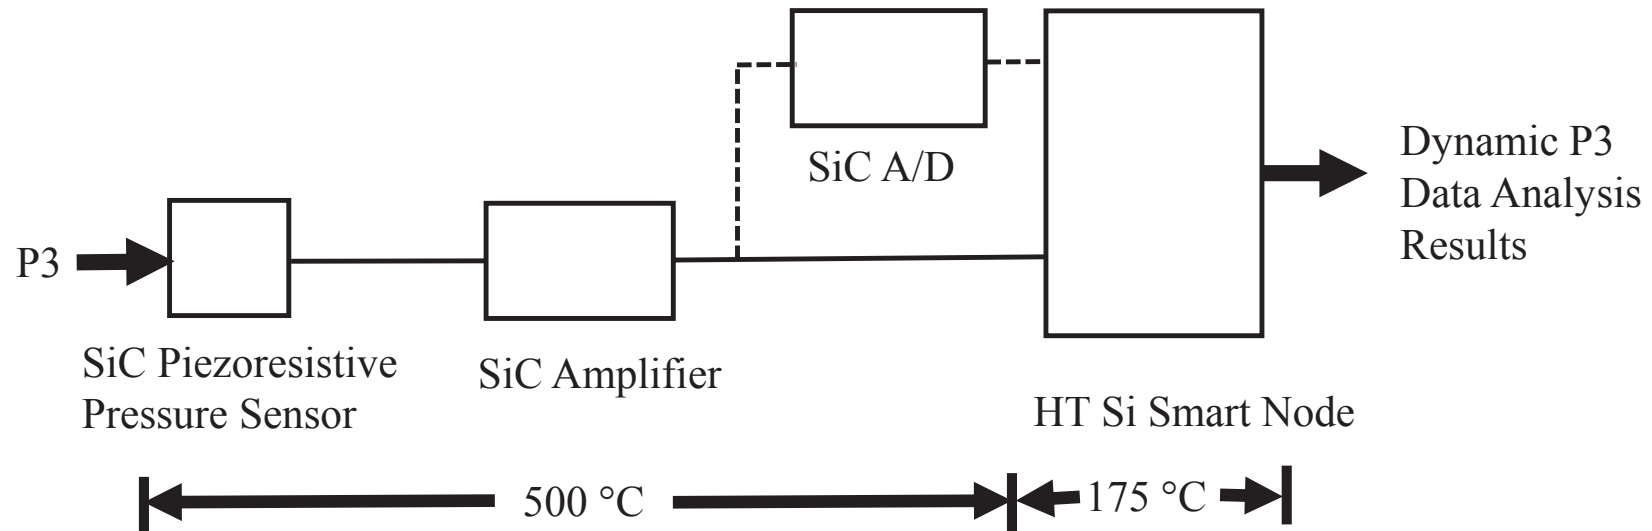 P3
SiC Piezoresistive
Pressure Sensor
SiC Amplifier
SiC A/D
HT Si Smart Node
Dynamic P3
Data Analysis
Results
500 °C
175 °C